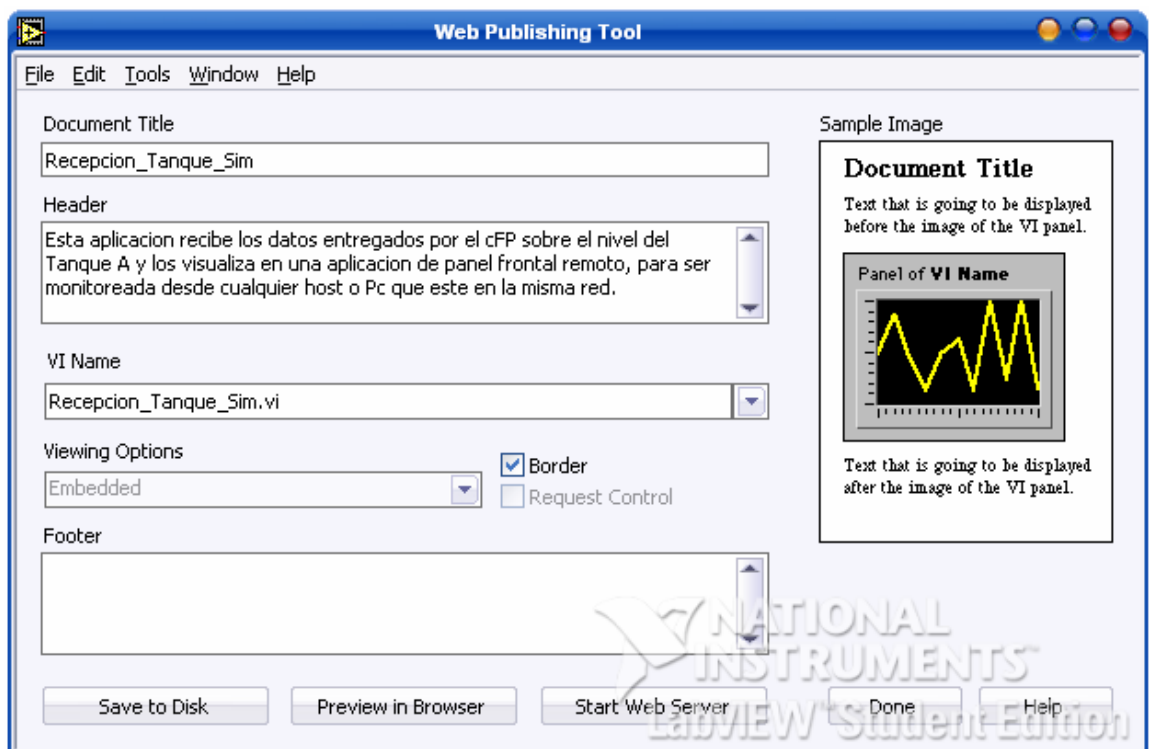 Web Publishing Tool
File Edit Tools Window Help
Document Title
Recepcion_Tanque_Sim
Header
Esta aplicacion recibe los datos entregados por el cFP sobre el nivel del
Tanque A y los visualiza en una aplicacion de panel frontal remoto, para ser
monitoreada desde cualquier host o Pc que este en la misma red.
VI Name
Recepcion_Tanque_Sim.vi
Viewing Options
Embedded
Border
Request Control
Footer
Sample Image
Document Title
Text that is going to be displayed
before the image of the VI panel.
Panel of VI Name
Text that is going to be displayed
after the image of the VI panel.
NATIONAL
INSTRUMENTS™
LabVIEW™ Student Edition
Save to Disk Preview in Browser Start Web Server Done Help